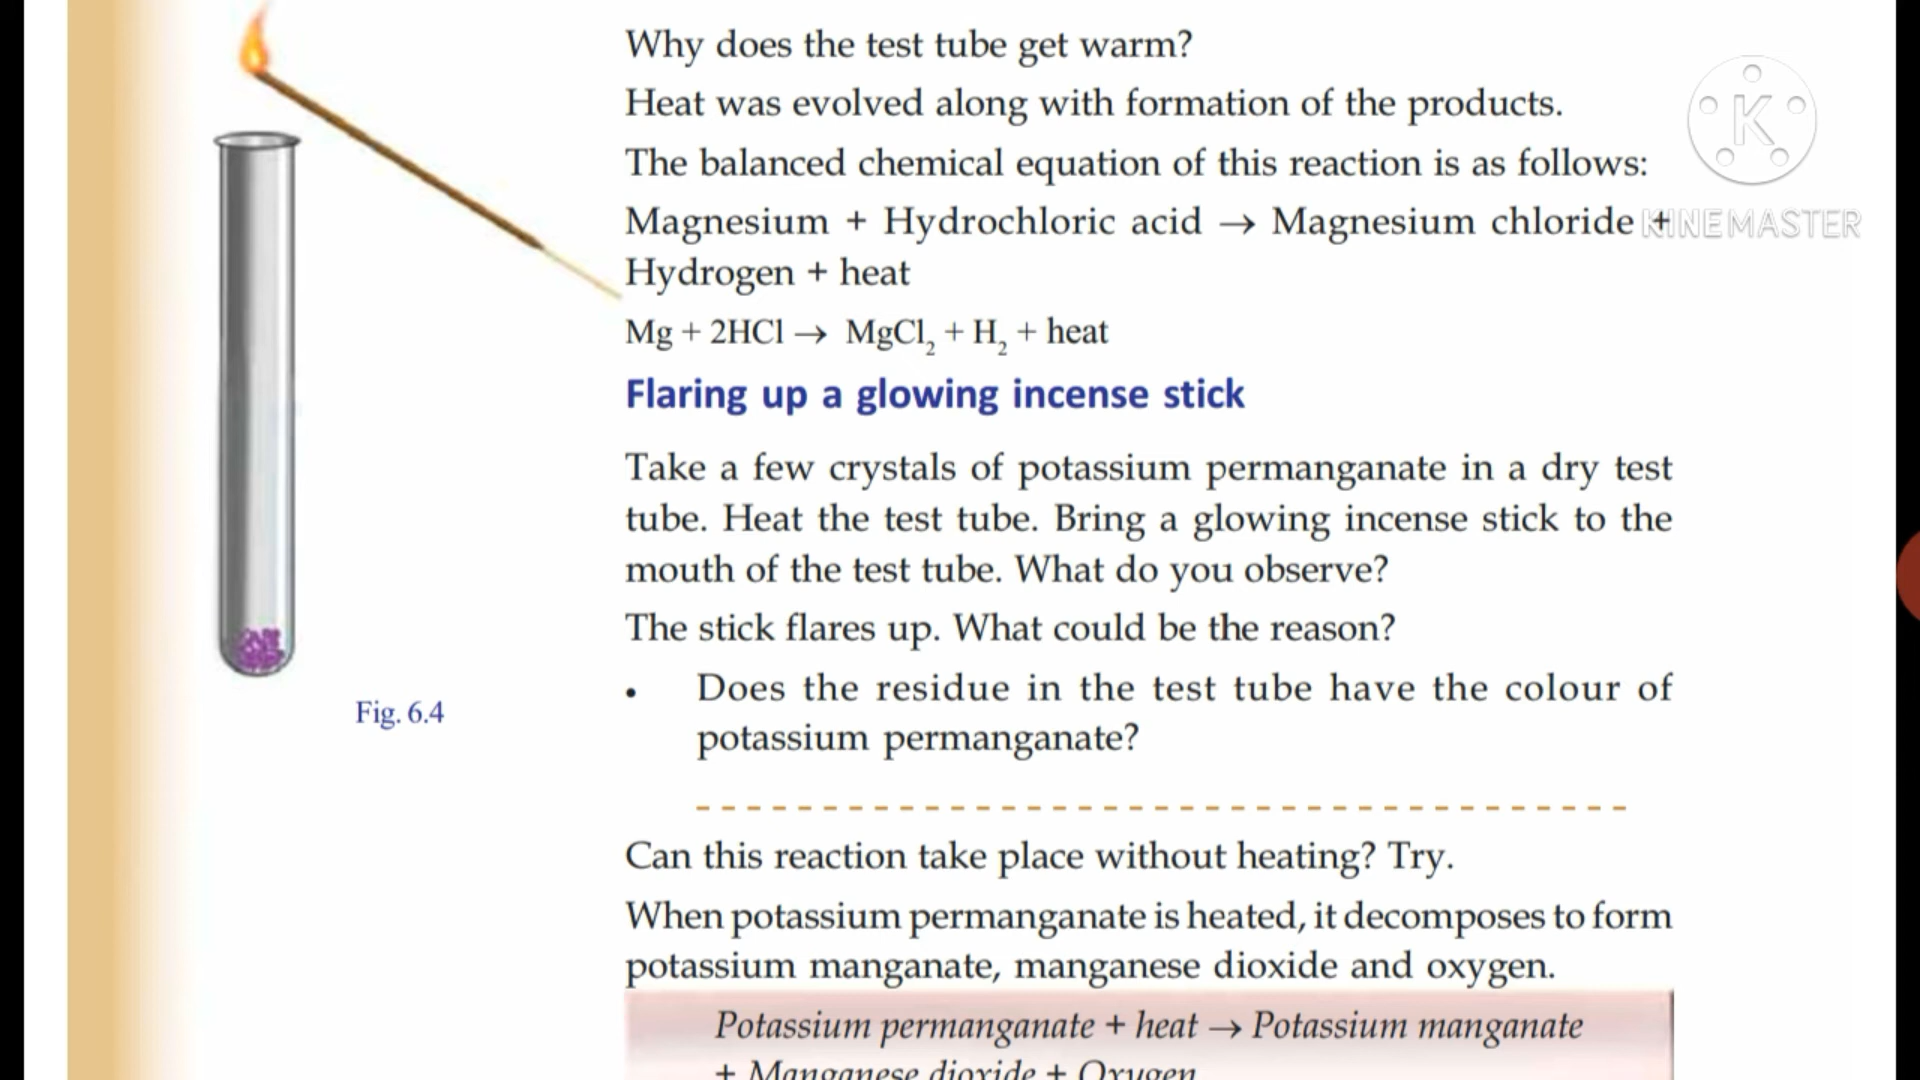 Why does the test tube get warm?
Heat was evolved along with formation of the products.
The balanced chemical equation of this reaction is as follows:
Magnesium + Hydrochloric acid → Magnesium chloride +
Hydrogen + heat
Mg + 2HCl → MgCl₂ + H₂ + heat
K
KINEMASTER
Flaring up a glowing incense stick
Take a few crystals of potassium permanganate in a dry test
tube. Heat the test tube. Bring a glowing incense stick to the
mouth of the test tube. What do you observe?
The stick flares up. What could be the reason?
• Does the residue in the test tube have the colour of
potassium permanganate?
Fig. 6.4
Can this reaction take place without heating? Try.
When potassium permanganate is heated, it decomposes to form
potassium manganate, manganese dioxide and oxygen.
Potassium permanganate + heat → Potassium manganate
+ Manganese dioxide + Oxygen